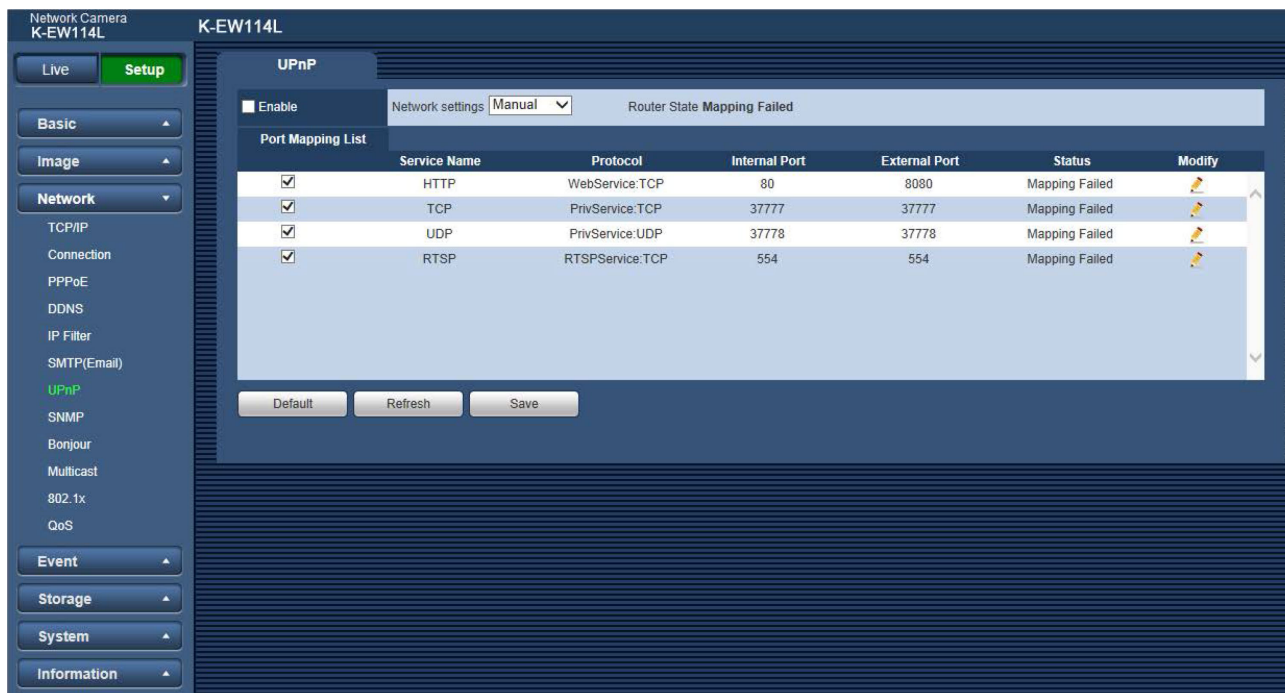 Network Camera
K-EW114L
K-EW114L
Live Setup
Basic
Image
Network
TCP/IP
Connection
PPPoE
DDNS
IP Filter
SMTP(Email)
UPnP
SNMP
Bonjour
Multicast
802.1x
QoS
Event
Storage
System
Information
UPnP
Enable Network settings Manual Router State Mapping Failed
Port Mapping List
Service Name Protocol Internal Port External Port Status Modify
HTTP WebService:TCP 80 8080 Mapping Failed
TCP PrivService:TCP 37777 37777 Mapping Failed
UDP PrivService:UDP 37778 37778 Mapping Failed
RTSP RTSPService:TCP 554 554 Mapping Failed
Default Refresh Save